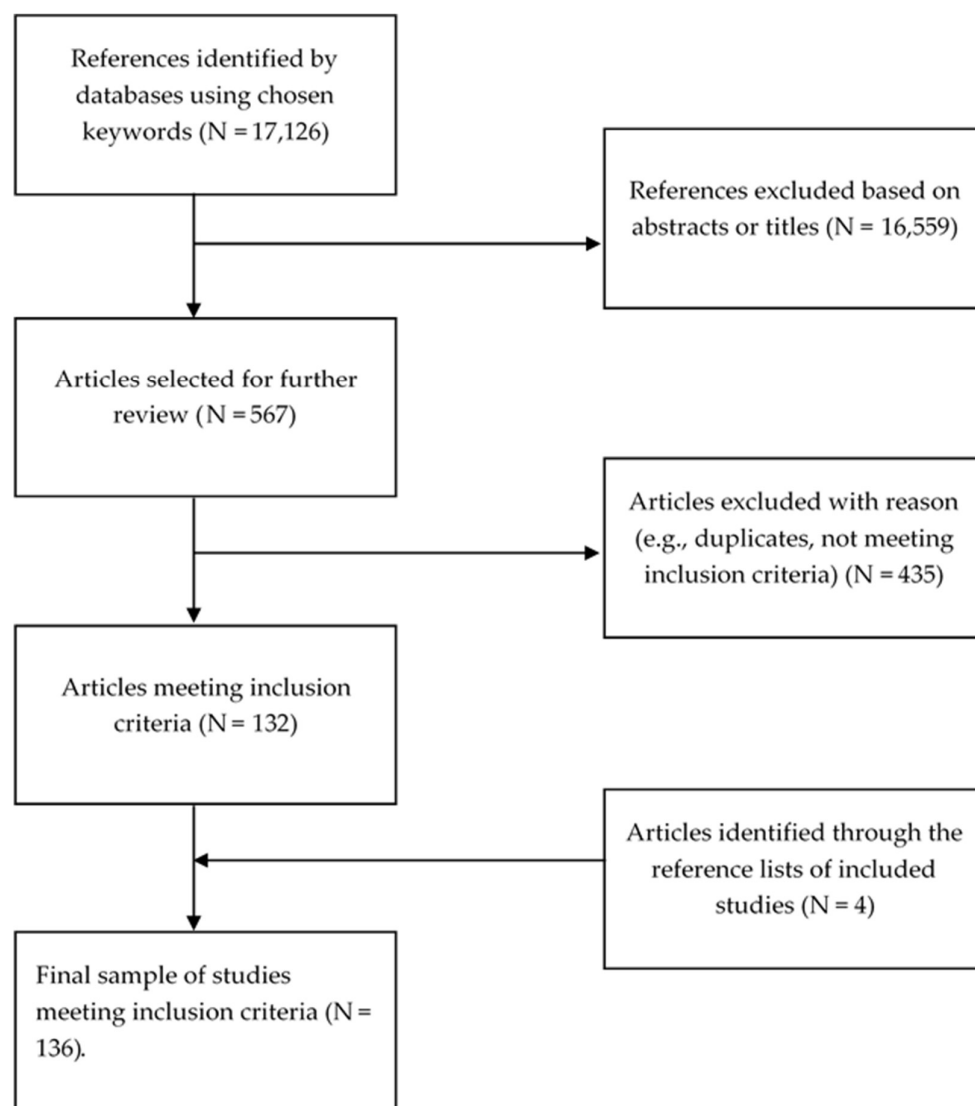 References identified by
databases using chosen
keywords (N = 17,126)
References excluded based on
abstracts or titles (N = 16,559)
Articles selected for further
review (N = 567)
Articles excluded with reason
(e.g., duplicates, not meeting
inclusion criteria) (N = 435)
Articles meeting inclusion
criteria (N = 132)
Articles identified through the
reference lists of included
studies (N = 4)
Final sample of studies
meeting inclusion criteria (N =
136).